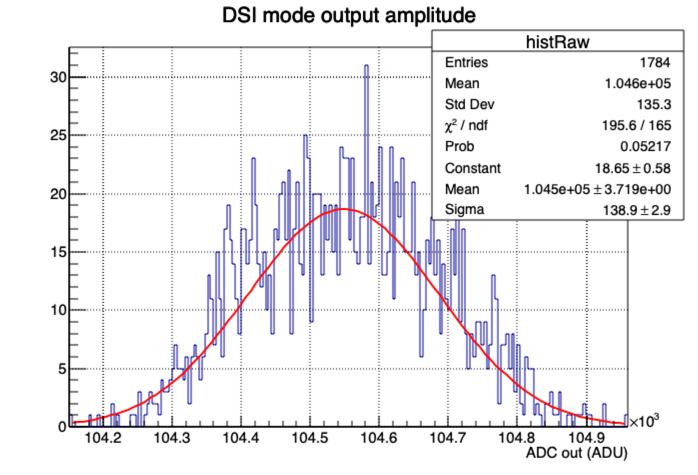 DSI mode output amplitude
histRaw
Entries 1784
Mean 1.046e+05
Std Dev 135.3
χ² / ndf 195.6 / 165
Prob 0.05217
Constant 18.65 ± 0.58
Mean 1.045e+05 ± 3.719e+00
Sigma 138.9 ± 2.9
30
25
20
15
10
5
0
104.2 104.3 104.4 104.5 104.6 104.7 104.8 104.9 ×10³
ADC out (ADU)